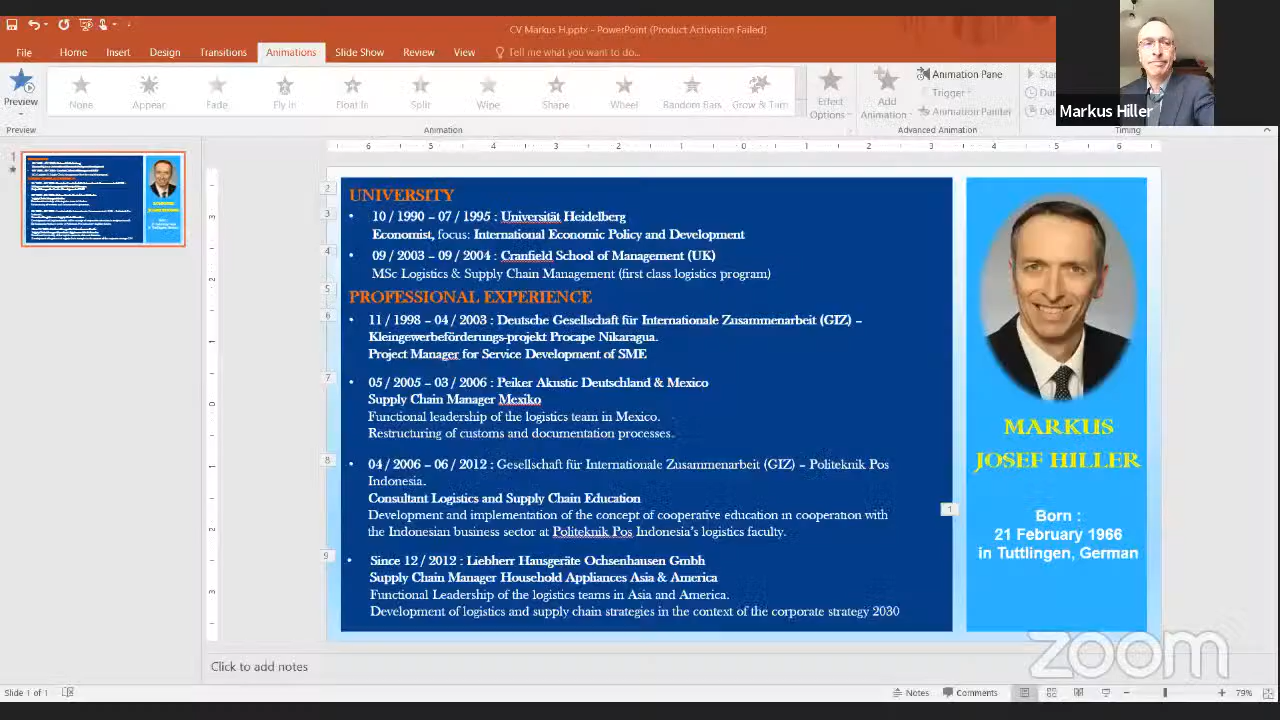 CV Markus H.pptx - PowerPoint (Product Activation Failed)
File Home Insert Design Transitions Animations Slide Show Review View Tell me what you want to do...
Preview
None Appear Fade Fly In Float In Split Wipe Shape Wheel Random Bars Grow & Turn
Effect Options
Add Animation
Animation Pane
Trigger
Animation Painter
Preview Animation Advanced Animation Timing
Markus Hiller
UNIVERSITY
• 10 / 1990 – 07 / 1995 : Universität Heidelberg
Economist, focus: International Economic Policy and Development
• 09 / 2003 – 09 / 2004 : Cranfield School of Management (UK)
MSc Logistics & Supply Chain Management (first class logistics program)
PROFESSIONAL EXPERIENCE
• 11 / 1998 – 04 / 2003 : Deutsche Gesellschaft für Internationale Zusammenarbeit (GIZ) –
Kleingewerbeförderungs-projekt Procape Nikaragua.
Project Manager for Service Development of SME
• 05 / 2005 – 03 / 2006 : Peiker Akustic Deutschland & Mexico
Supply Chain Manager Mexiko
Functional leadership of the logistics team in Mexico.
Restructuring of customs and documentation processes.
• 04 / 2006 – 06 / 2012 : Gesellschaft für Internationale Zusammenarbeit (GIZ) – Politeknik Pos
Indonesia.
Consultant Logistics and Supply Chain Education
Development and implementation of the concept of cooperative education in cooperation with
the Indonesian business sector at Politeknik Pos Indonesia's logistics faculty.
• Since 12 / 2012 : Liebherr Hausgeräte Ochsenhausen Gmbh
Supply Chain Manager Household Appliances Asia & America
Functional Leadership of the logistics teams in Asia and America.
Development of logistics and supply chain strategies in the context of the corporate strategy 2030
MARKUS
JOSEF HILLER
Born :
21 February 1966
in Tuttlingen, German
zoom
Click to add notes
Slide 1 of 1 Notes Comments 79%